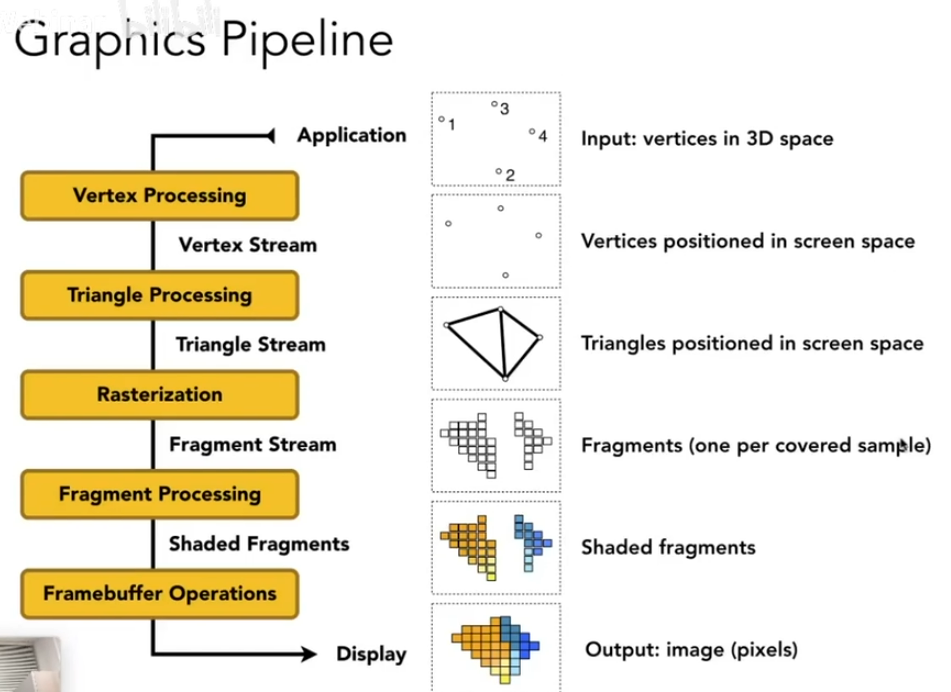 Graphics Pipeline
Application
1
3
4
2
Input: vertices in 3D space
Vertex Processing
Vertex Stream
Vertices positioned in screen space
Triangle Processing
Triangle Stream
Triangles positioned in screen space
Rasterization
Fragment Stream
Fragments (one per covered sample)
Fragment Processing
Shaded Fragments
Shaded fragments
Framebuffer Operations
Display
Output: image (pixels)